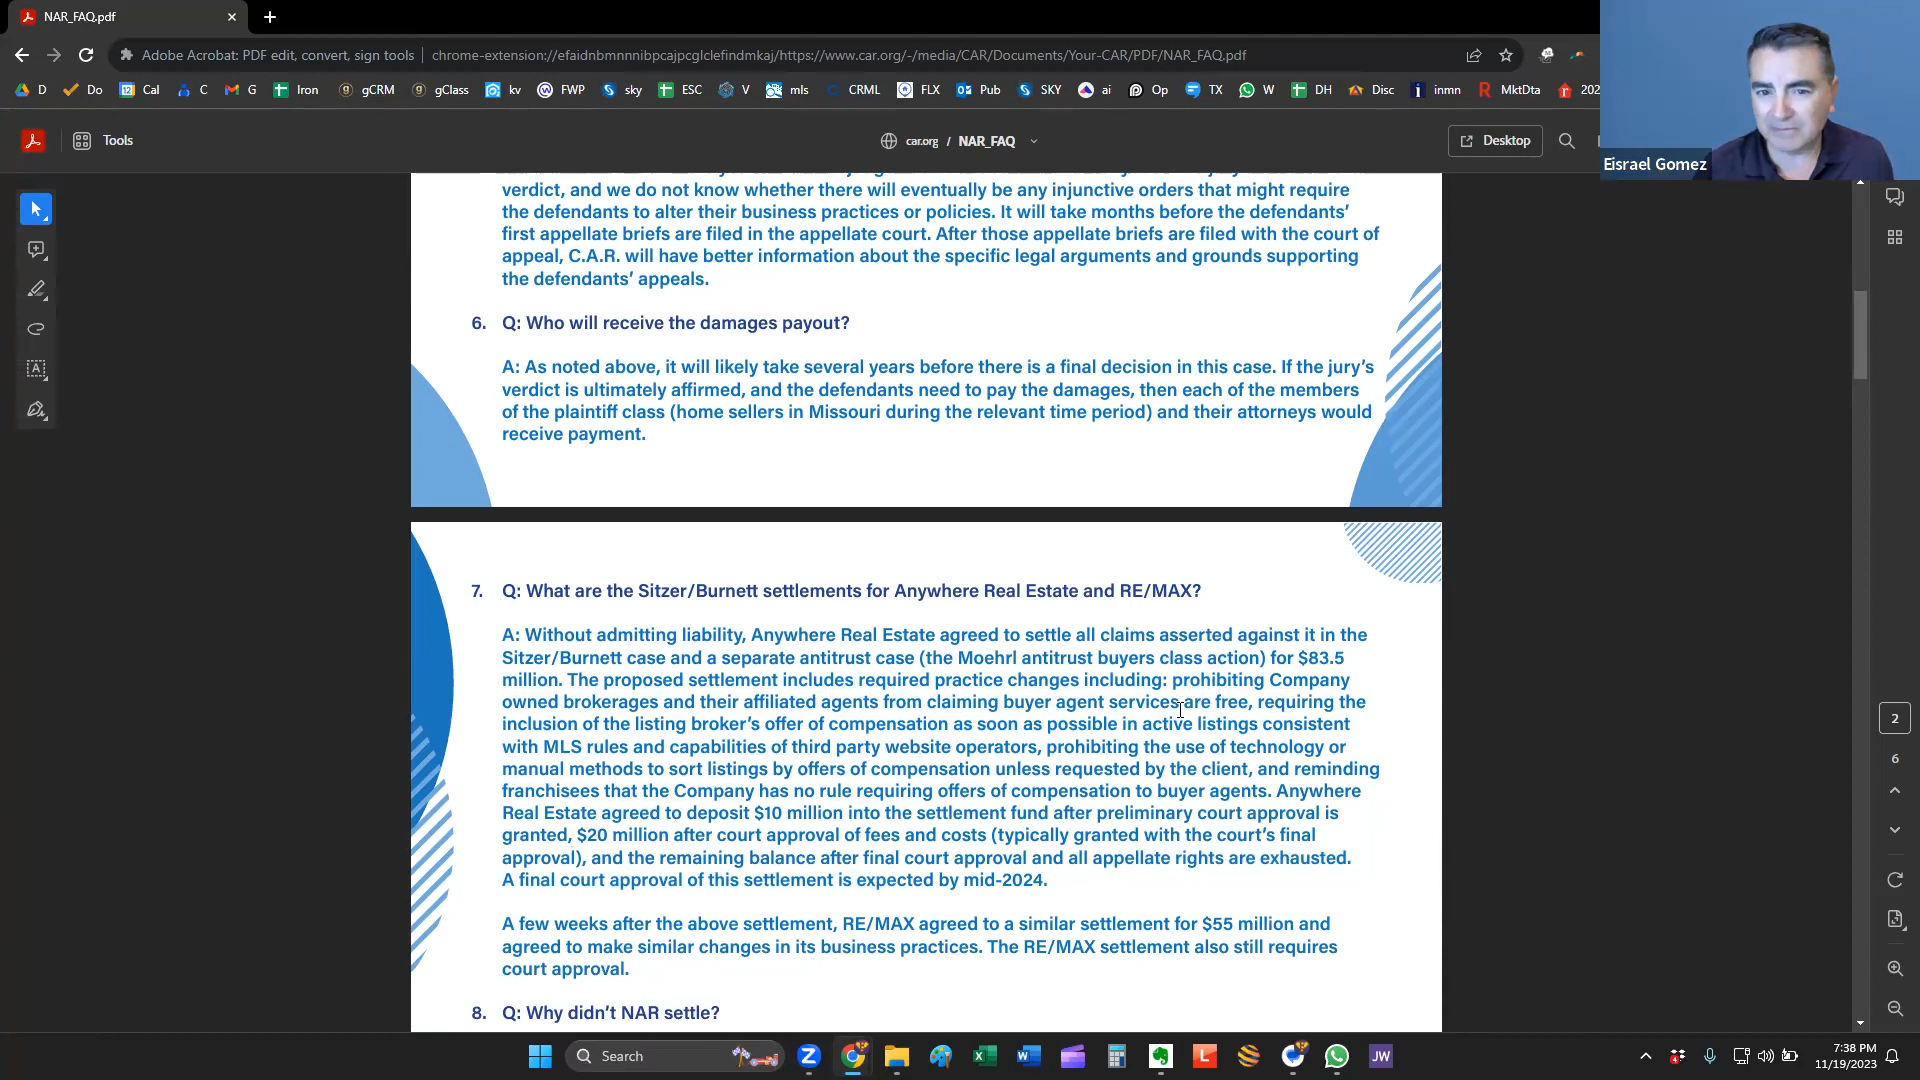 NAR_FAQ.pdf
Adobe Acrobat: PDF edit, convert, sign tools | chrome-extension://efaidnbmnnnibpcajpcglclefindmkaj/https://www.car.org/-/media/CAR/Documents/Your-CAR/PDF/NAR_FAQ.pdf
D Do Cal C G Iron gCRM gClass kv FWP sky ESC V mls CRML FLX Pub SKY ai Op TX W DH Disc inmn MktDta 202
Tools
car.org / NAR_FAQ
Desktop
Eisrael Gomez
verdict, and we do not know whether there will eventually be any injunctive orders that might require
the defendants to alter their business practices or policies. It will take months before the defendants'
first appellate briefs are filed in the appellate court. After those appellate briefs are filed with the court of
appeal, C.A.R. will have better information about the specific legal arguments and grounds supporting
the defendants' appeals.
6. Q: Who will receive the damages payout?
A: As noted above, it will likely take several years before there is a final decision in this case. If the jury's
verdict is ultimately affirmed, and the defendants need to pay the damages, then each of the members
of the plaintiff class (home sellers in Missouri during the relevant time period) and their attorneys would
receive payment.
7. Q: What are the Sitzer/Burnett settlements for Anywhere Real Estate and RE/MAX?
A: Without admitting liability, Anywhere Real Estate agreed to settle all claims asserted against it in the
Sitzer/Burnett case and a separate antitrust case (the Moehrl antitrust buyers class action) for $83.5
million. The proposed settlement includes required practice changes including: prohibiting Company
owned brokerages and their affiliated agents from claiming buyer agent services are free, requiring the
inclusion of the listing broker's offer of compensation as soon as possible in active listings consistent
with MLS rules and capabilities of third party website operators, prohibiting the use of technology or
manual methods to sort listings by offers of compensation unless requested by the client, and reminding
franchisees that the Company has no rule requiring offers of compensation to buyer agents. Anywhere
Real Estate agreed to deposit $10 million into the settlement fund after preliminary court approval is
granted, $20 million after court approval of fees and costs (typically granted with the court's final
approval), and the remaining balance after final court approval and all appellate rights are exhausted.
A final court approval of this settlement is expected by mid-2024.
A few weeks after the above settlement, RE/MAX agreed to a similar settlement for $55 million and
agreed to make similar changes in its business practices. The RE/MAX settlement also still requires
court approval.
8. Q: Why didn't NAR settle?
2
6
Search
JW
7:38 PM
11/19/2023